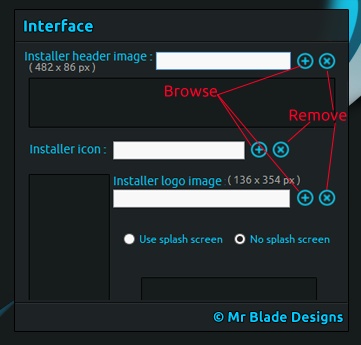 Interface
Installer header image :
( 482 x 86 px )
Browse
Remove
Installer icon :
Installer logo image ( 136 x 354 px )
Use splash screen No splash screen
© Mr Blade Designs